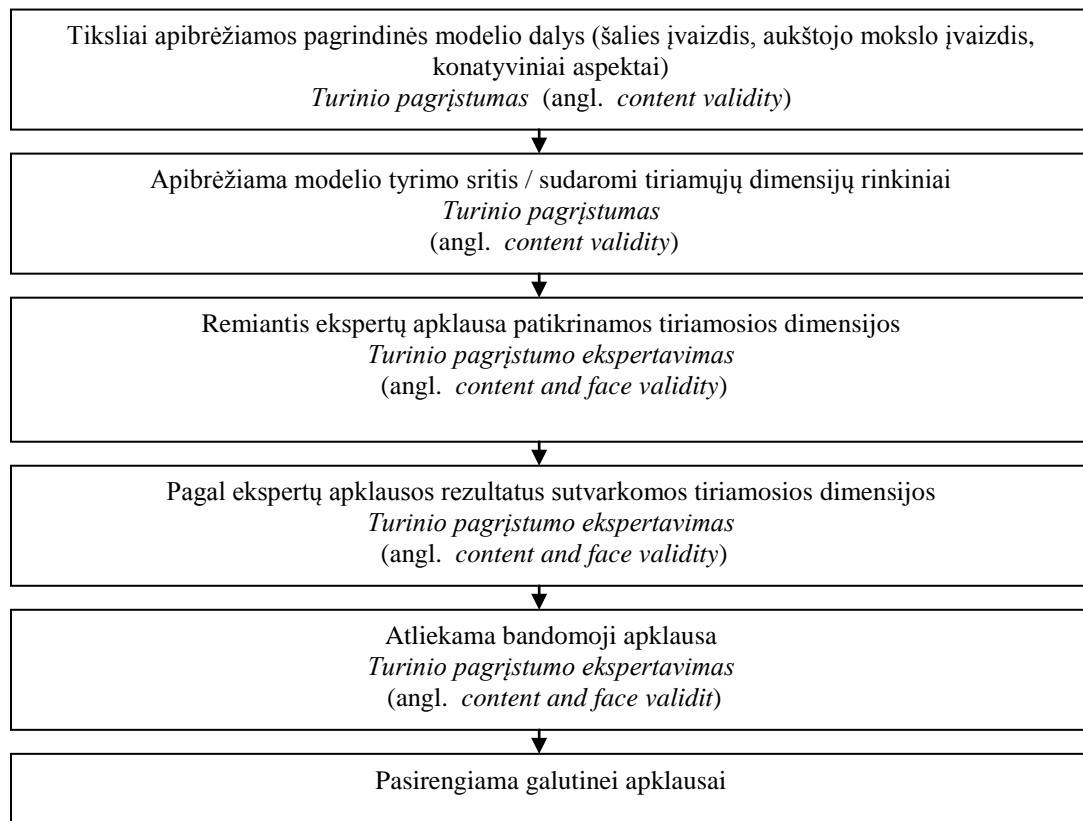 Tiksliai apibrėžiamos pagrindinės modelio dalys (šalies įvaizdis, aukštojo mokslo įvaizdis,
konatyviniai aspektai)
Turinio pagrįstumas (angl. content validity)
Apibrėžiama modelio tyrimo sritis / sudaromi tiriamųjų dimensijų rinkiniai
Turinio pagrįstumas
(angl. content validity)
Remiantis ekspertų apklausa patikrinamos tiriamosios dimensijos
Turinio pagrįstumo ekspertavimas
(angl. content and face validity)
Pagal ekspertų apklausos rezultatus sutvarkomos tiriamosios dimensijos
Turinio pagrįstumo ekspertavimas
(angl. content and face validity)
Atliekama bandomoji apklausa
Turinio pagrįstumo ekspertavimas
(angl. content and face validit)
Pasirengiama galutinei apklausai